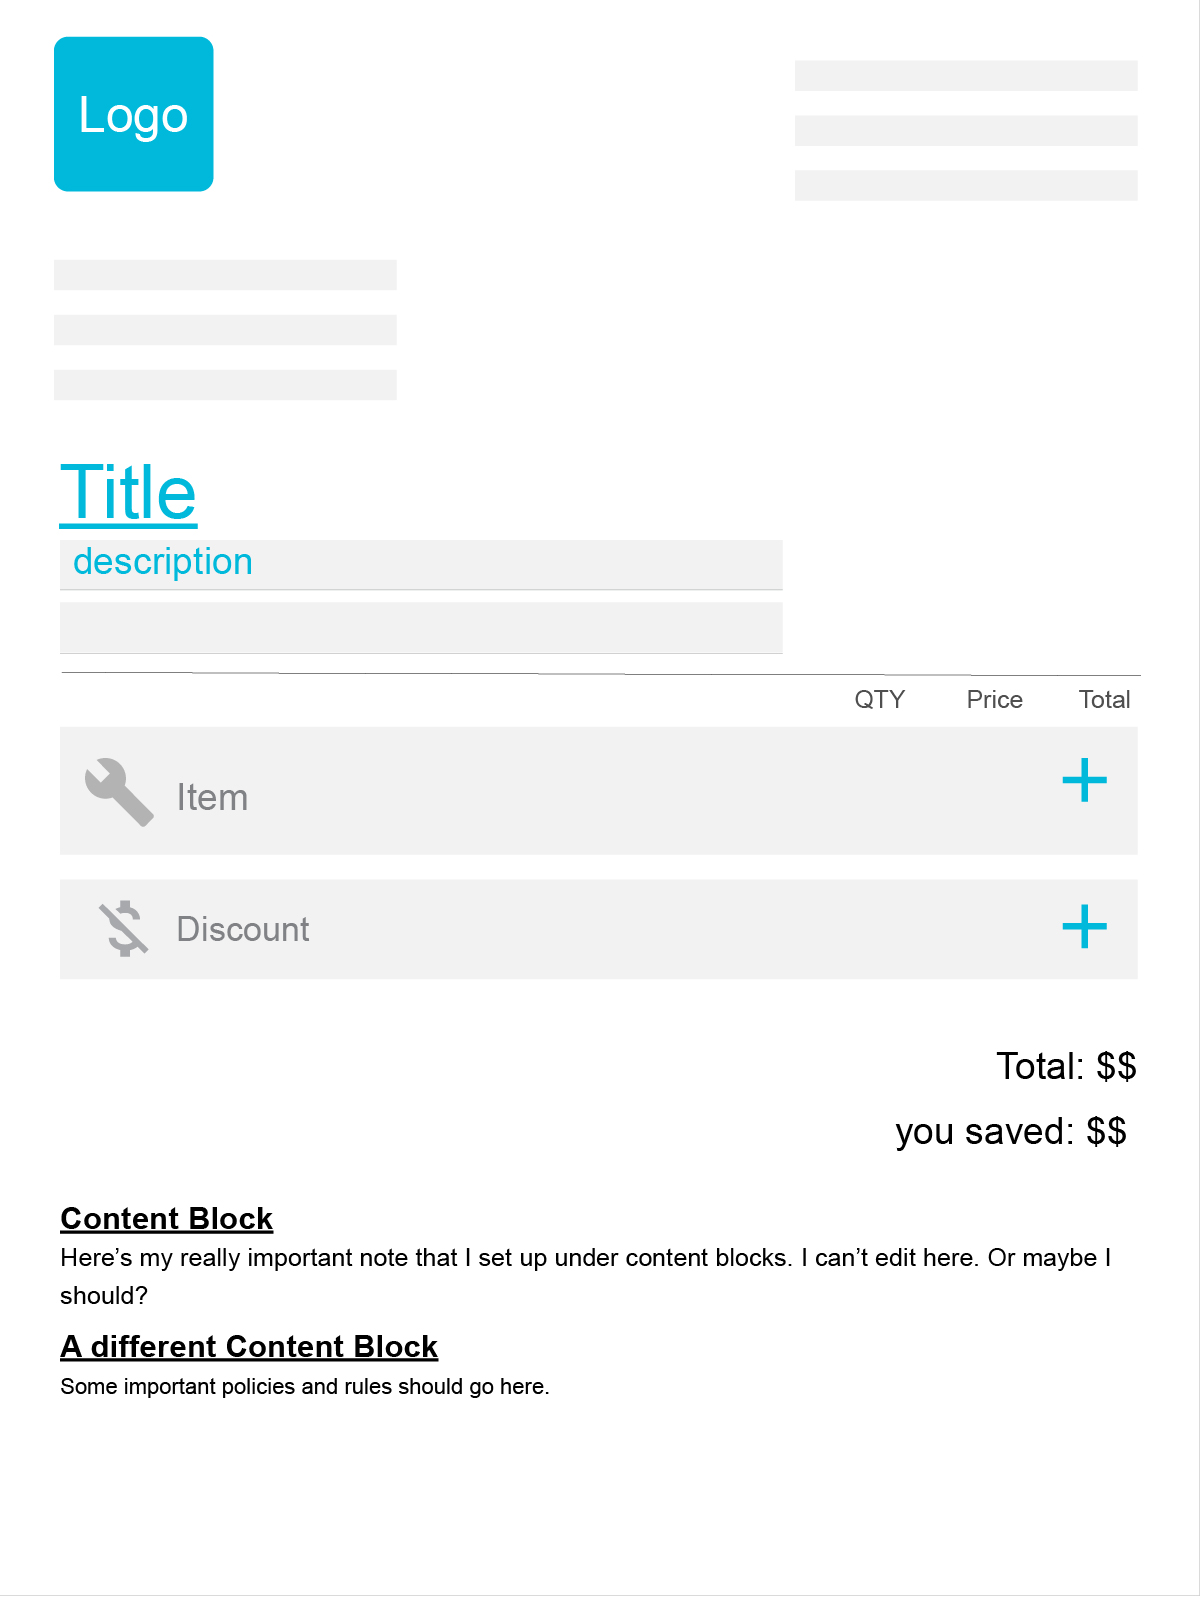 Logo
Title
description
QTY Price Total
Item
Discount
Total: $$
you saved: $$
Content Block
Here’s my really important note that I set up under content blocks. I can’t edit here. Or maybe I
should?
A different Content Block
Some important policies and rules should go here.